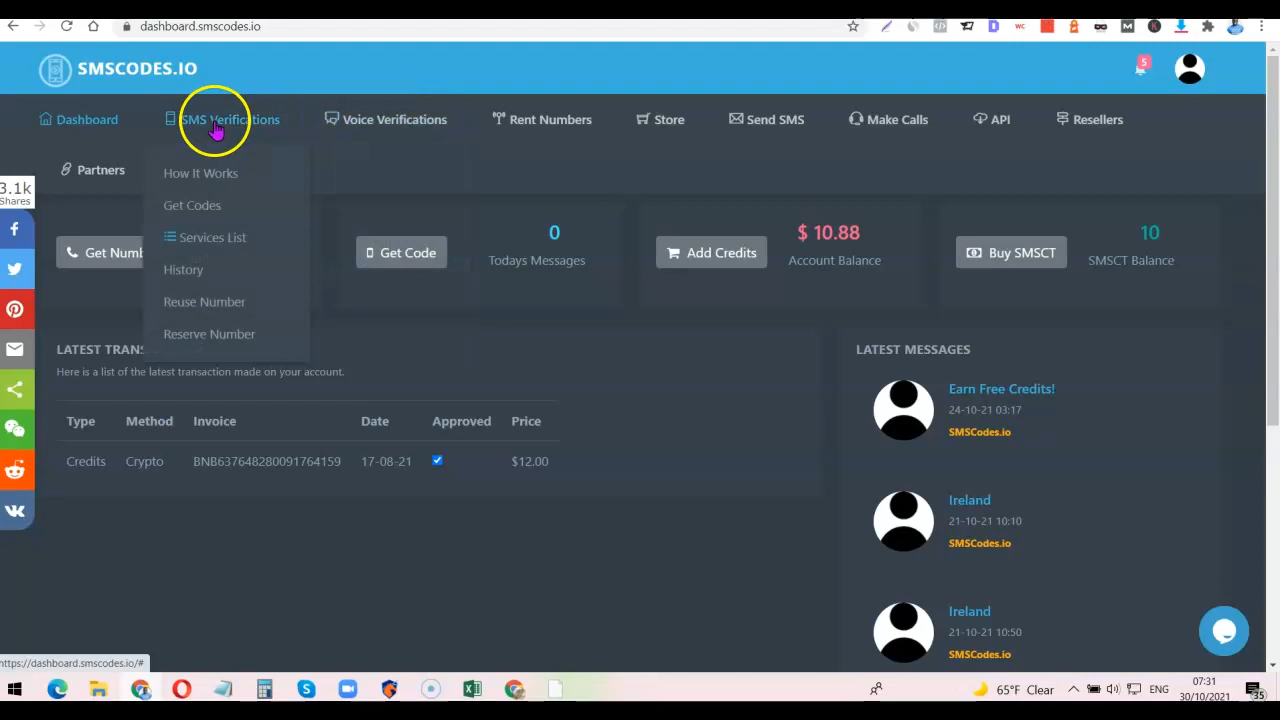 dashboard.smscodes.io
SMSCODES.IO
5
Dashboard SMS Verifications Voice Verifications Rent Numbers Store Send SMS Make Calls API Resellers
Partners
How It Works
Get Codes
Services List
History
Reuse Number
Reserve Number
3.1k
Shares
Get Numb
Get Code
0
Todays Messages
Add Credits
$ 10.88
Account Balance
Buy SMSCT
10
SMSCT Balance
LATEST TRANS
Here is a list of the latest transaction made on your account.
Type Method Invoice Date Approved Price
Credits Crypto BNB637648280091764159 17-08-21 $12.00
LATEST MESSAGES
Earn Free Credits!
24-10-21 03:17
SMSCodes.io
Ireland
21-10-21 10:10
SMSCodes.io
Ireland
21-10-21 10:50
SMSCodes.io
https://dashboard.smscodes.io/#
65°F Clear
ENG
07:31
30/10/2021
35